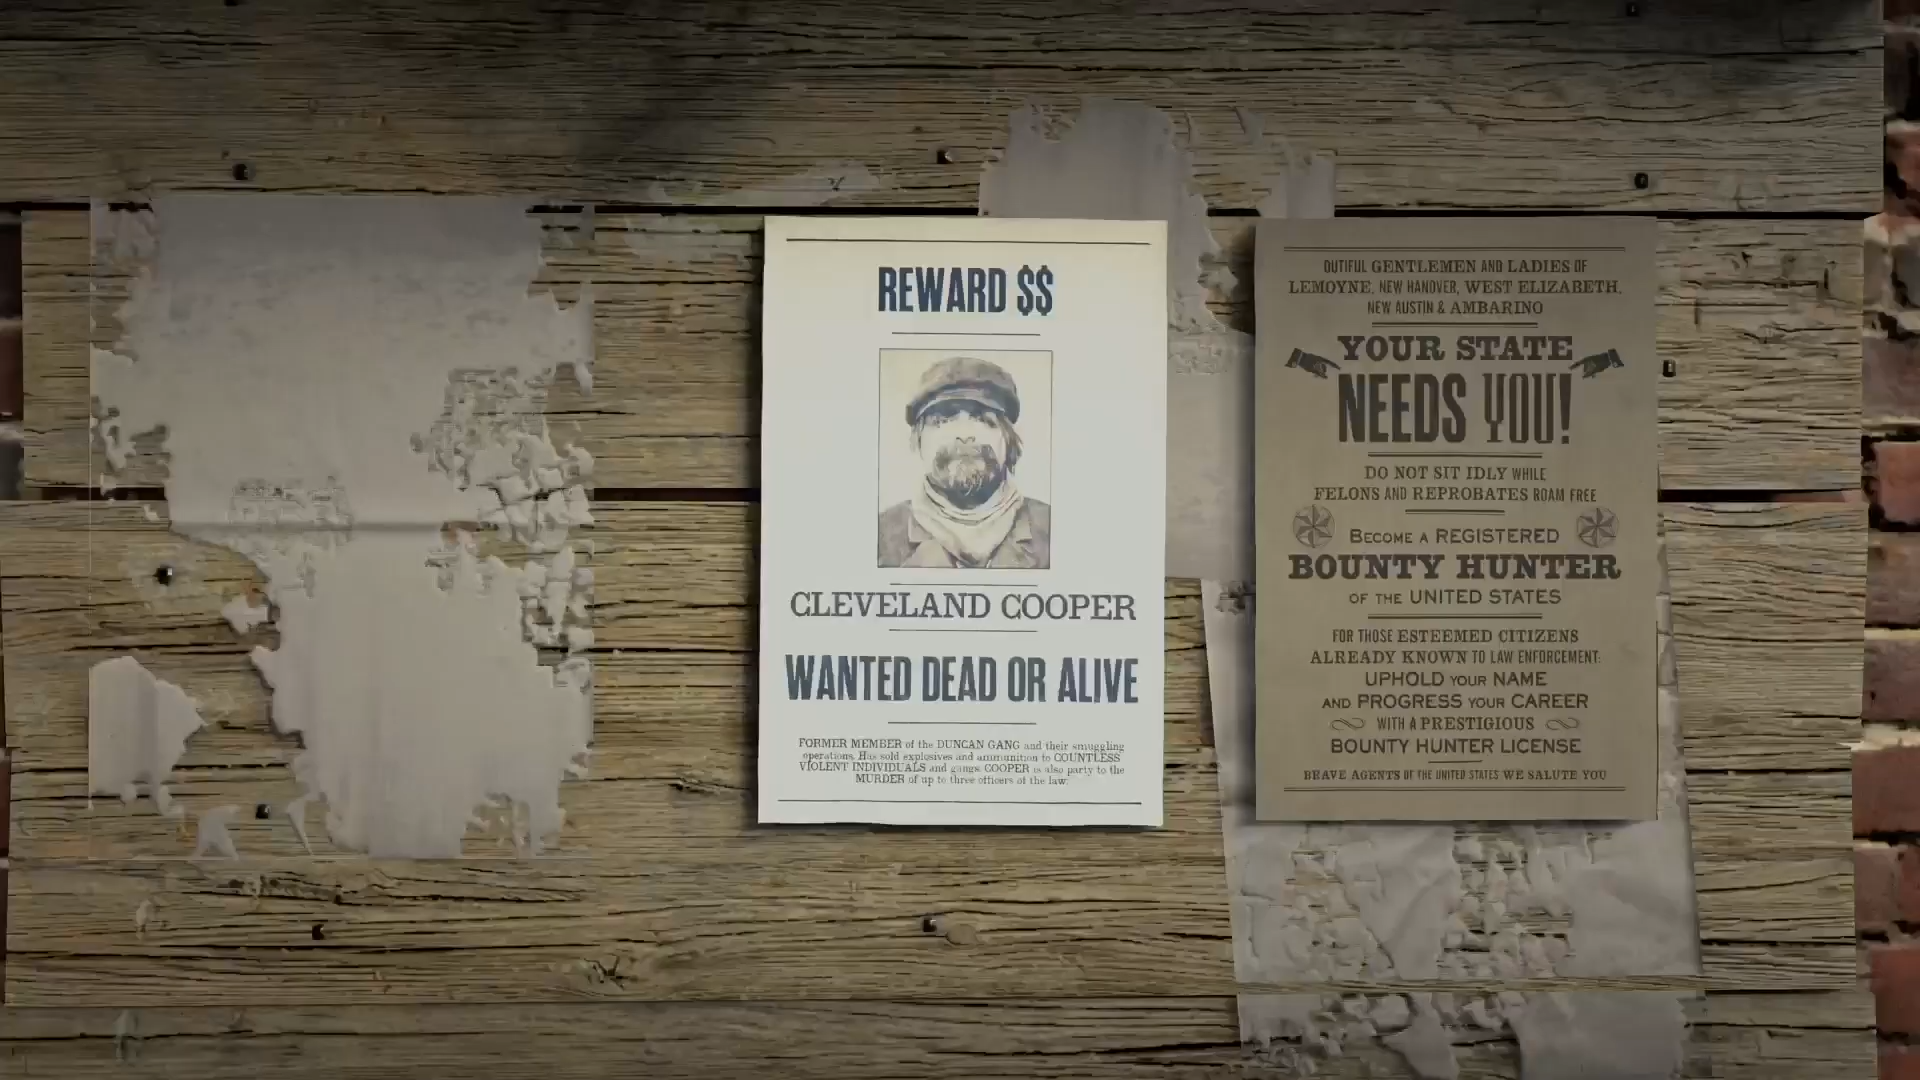 REWARD $$
CLEVELAND COOPER
WANTED DEAD OR ALIVE
FORMER MEMBER of the DUNCAN GANG and their smuggling
operations. Has sold explosives and ammunition to COUNTLESS
VIOLENT INDIVIDUALS and gangs. COOPER is also party to the
MURDER of up to three officers of the law.
DUTIFUL GENTLEMEN AND LADIES OF
LEMOYNE, NEW HANOVER, WEST ELIZABETH,
NEW AUSTIN & AMBARINO
YOUR STATE
NEEDS YOU!
DO NOT SIT IDLY WHILE
FELONS AND REPROBATES ROAM FREE
BECOME A REGISTERED
BOUNTY HUNTER
OF THE UNITED STATES
FOR THOSE ESTEEMED CITIZENS
ALREADY KNOWN TO LAW ENFORCEMENT:
UPHOLD YOUR NAME
AND PROGRESS YOUR CAREER
WITH A PRESTIGIOUS
BOUNTY HUNTER LICENSE
BRAVE AGENTS OF THE UNITED STATES WE SALUTE YOU